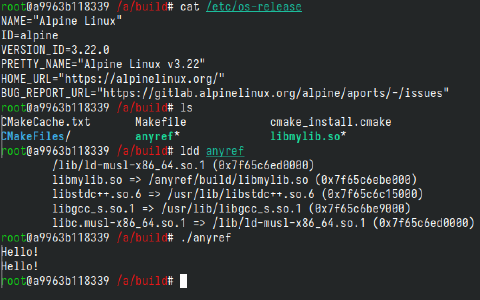 root@a9963b118339 /a/build# cat /etc/os-release
NAME="Alpine Linux"
ID=alpine
VERSION_ID=3.22.0
PRETTY_NAME="Alpine Linux v3.22"
HOME_URL="https://alpinelinux.org/"
BUG_REPORT_URL="https://gitlab.alpinelinux.org/alpine/aports/-/issues"
root@a9963b118339 /a/build# ls
CMakeCache.txt Makefile cmake_install.cmake
CMakeFiles/ anyref* libmylib.so*
root@a9963b118339 /a/build# ldd anyref
/lib/ld-musl-x86_64.so.1 (0x7f65c6ed0000)
libmylib.so => /anyref/build/libmylib.so (0x7f65c6ebe000)
libstdc++.so.6 => /usr/lib/libstdc++.so.6 (0x7f65c6c15000)
libgcc_s.so.1 => /usr/lib/libgcc_s.so.1 (0x7f65c6be9000)
libc.musl-x86_64.so.1 => /lib/ld-musl-x86_64.so.1 (0x7f65c6ed0000)
root@a9963b118339 /a/build# ./anyref
Hello!
Hello!
root@a9963b118339 /a/build#